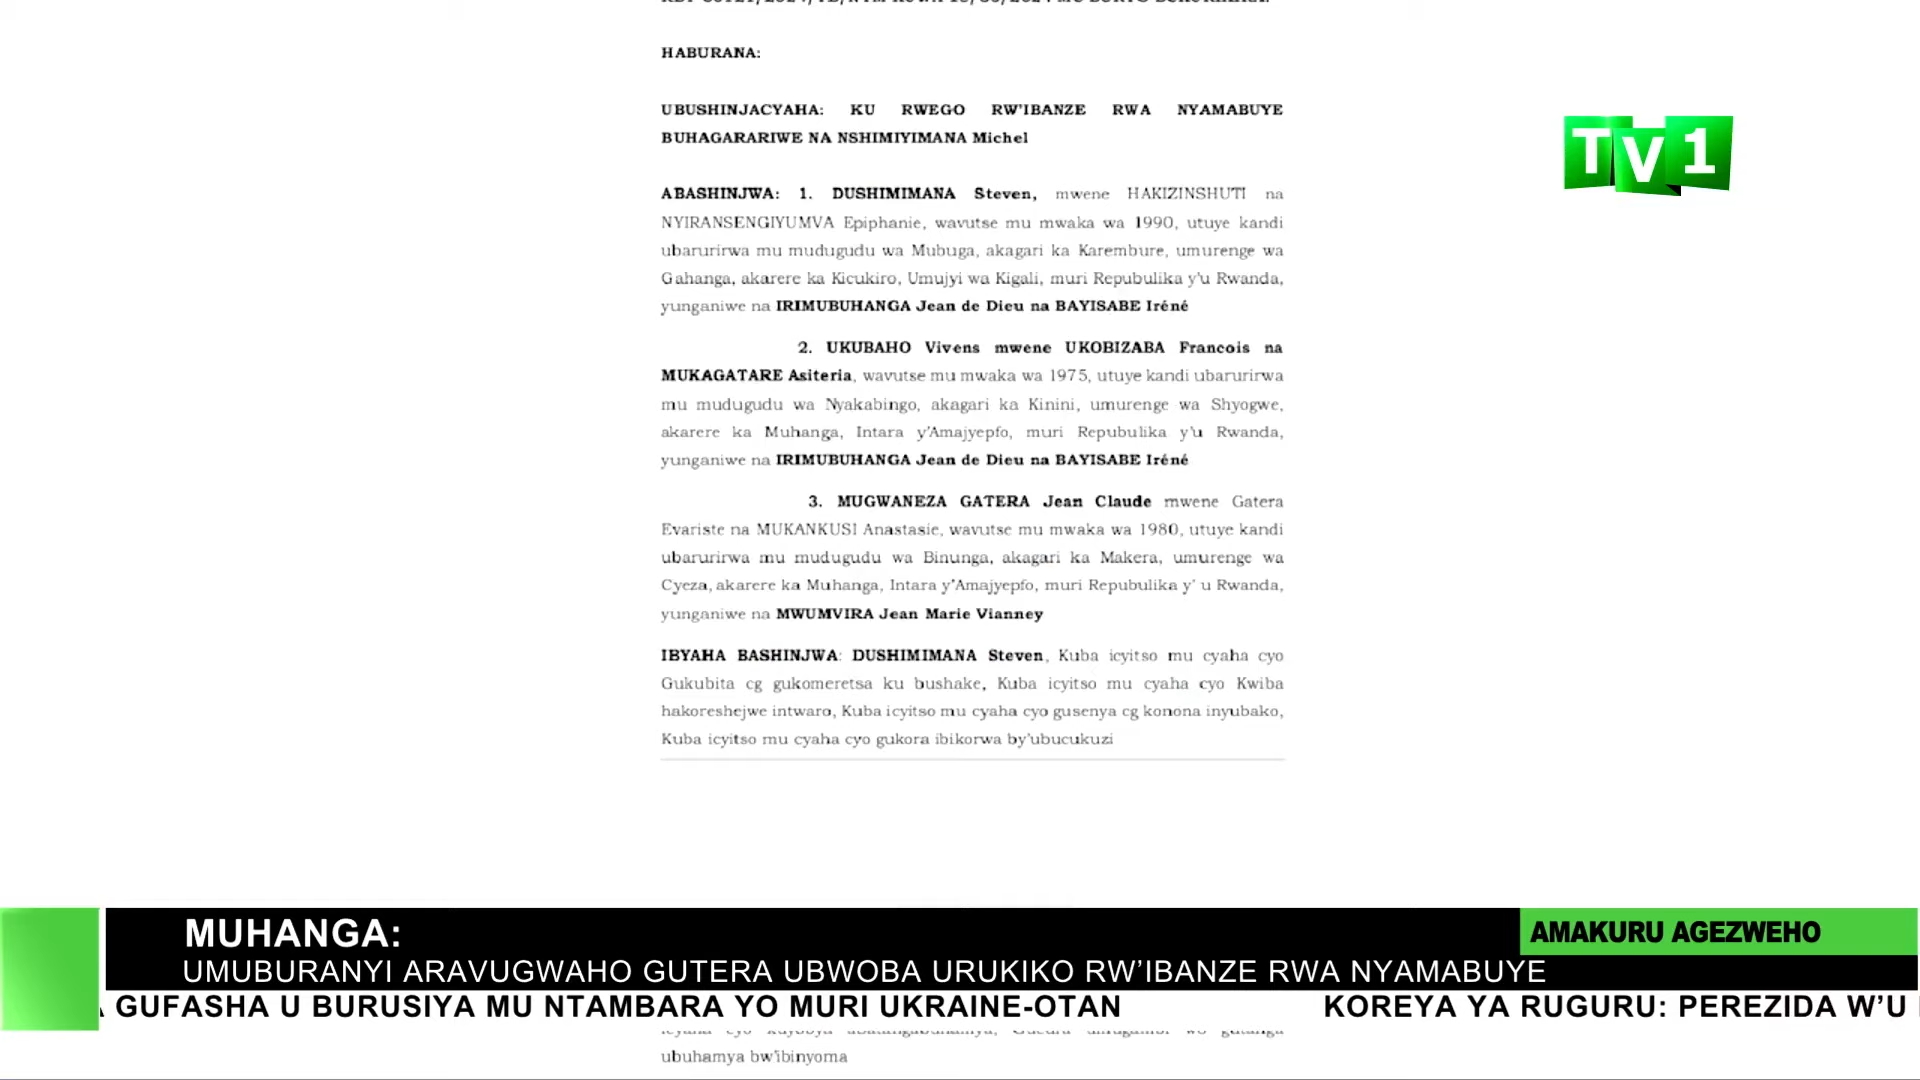 HABURANA:
UBUSHINJACYAHA: KU RWEGO RW'IBANZE RWA NYAMABUYE
BUHAGARARIWE NA NSHIMIYIMANA Michel
TV1
ABASHINJWA: 1. DUSHIMIMANA Steven, mwene HAKIZINSHUTI na
NYIRANSENGIYUMVA Epiphanie, wavutse mu mwaka wa 1990, utuye kandi
ubarurirwa mu mudugudu wa Mubuga, akagari ka Karembure, umurenge wa
Gahanga, akarere ka Kicukiro, Umujyi wa Kigali, muri Repubulika y'u Rwanda,
yunganiwe na IRIMUBUHANGA Jean de Dieu na BAYISABE Iréné
2. UKUBAHO Vivens mwene UKOBIZABA Francois na
MUKAGATARE Asiteria, wavutse mu mwaka wa 1975, utuye kandi ubarurirwa
mu mudugudu wa Nyakabingo, akagari ka Kinini, umurenge wa Shyogwe,
akarere ka Muhanga, Intara y'Amajyepfo, muri Repubulika y'u Rwanda,
yunganiwe na IRIMUBUHANGA Jean de Dieu na BAYISABE Iréné
3. MUGWANEZA GATERA Jean Claude mwene Gatera
Evariste na MUKANKUSI Anastasie, wavutse mu mwaka wa 1980, utuye kandi
ubarurirwa mu mudugudu wa Binunga, akagari ka Makera, umurenge wa
Cyeza, akarere ka Muhanga, Intara y'Amajyepfo, muri Repubulika y' u Rwanda,
yunganiwe na MWUMVIRA Jean Marie Vianney
IBYAHA BASHINJWA: DUSHIMIMANA Steven, Kuba icyitso mu cyaha cyo
Gukubita cg gukomeretsa ku bushake, Kuba icyitso mu cyaha cyo Kwiba
hakoreshejwe intwaro, Kuba icyitso mu cyaha cyo gusenya cg konona inyubako,
Kuba icyitso mu cyaha cyo gukora ibikorwa by'ubucukuzi
MUHANGA:
AMAKURU AGEZWEHO
UMUBURANYI ARAVUGWAHO GUTERA UBWOBA URUKIKO RW'IBANZE RWA NYAMABUYE
GUFASHA U BURUSIYA MU NTAMBARA YO MURI UKRAINE-OTAN KOREYA YA RUGURU: PEREZIDA W'U
ubuhamya bw'ibinyoma